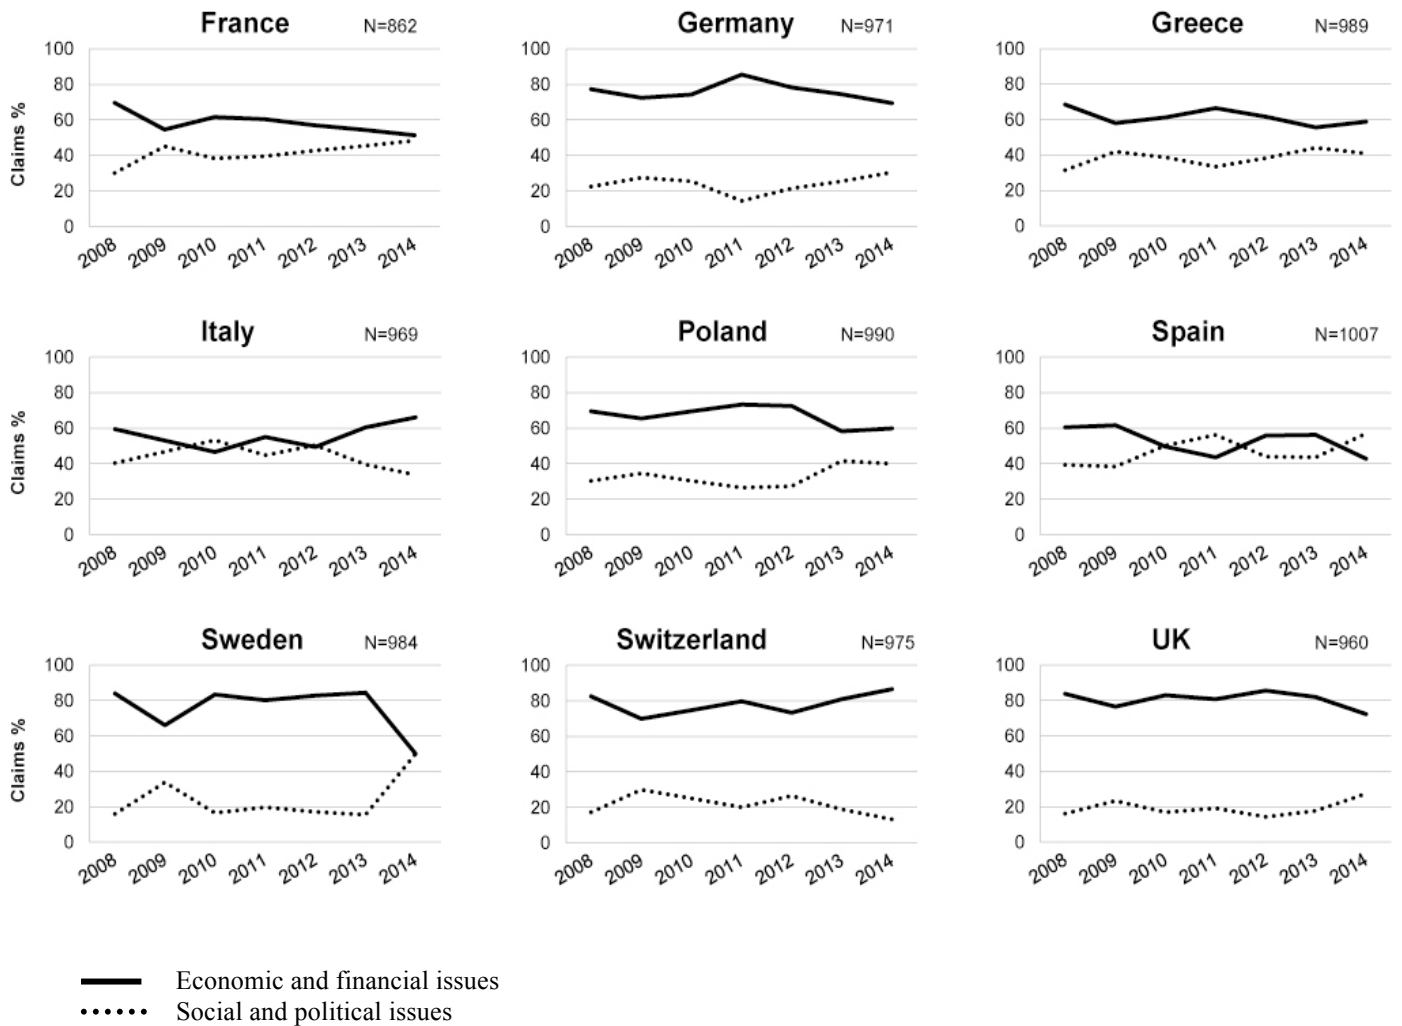 France N=862
Germany N=971
Greece N=989
Claims %
100
80
60
40
20
0
2008 2009 2010 2011 2012 2013 2014
100
80
60
40
20
0
2008 2009 2010 2011 2012 2013 2014
100
80
60
40
20
0
2008 2009 2010 2011 2012 2013 2014
Italy N=969
Poland N=990
Spain N=1007
Claims %
100
80
60
40
20
0
2008 2009 2010 2011 2012 2013 2014
100
80
60
40
20
0
2008 2009 2010 2011 2012 2013 2014
100
80
60
40
20
0
2008 2009 2010 2011 2012 2013 2014
Sweden N=984
Switzerland N=975
UK N=960
Claims %
100
80
60
40
20
0
2008 2009 2010 2011 2012 2013 2014
100
80
60
40
20
0
2008 2009 2010 2011 2012 2013 2014
100
80
60
40
20
0
2008 2009 2010 2011 2012 2013 2014
Economic and financial issues
Social and political issues